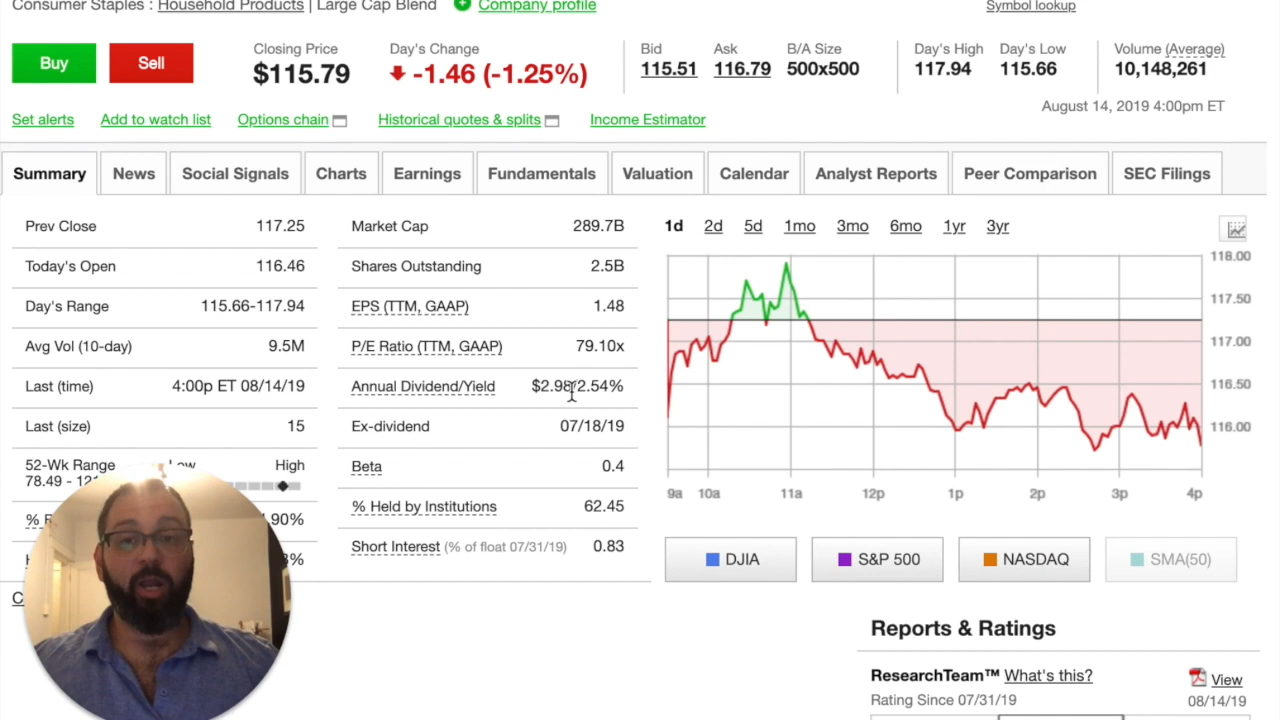 Consumer Staples : Household Products | Large Cap Blend + Company profile Symbol lookup
Buy Sell
Closing Price Day's Change Bid Ask B/A Size Day's High Day's Low Volume (Average)
$115.79 -1.46 (-1.25%) 115.51 116.79 500x500 117.94 115.66 10,148,261
August 14, 2019 4:00pm ET
Set alerts Add to watch list Options chain Historical quotes & splits Income Estimator
Summary News Social Signals Charts Earnings Fundamentals Valuation Calendar Analyst Reports Peer Comparison SEC Filings
Prev Close 117.25
Today's Open 116.46
Day's Range 115.66-117.94
Avg Vol (10-day) 9.5M
Last (time) 4:00p ET 08/14/19
Last (size) 15
52-Wk Range Low High
78.49 -
90%
Market Cap 289.7B
Shares Outstanding 2.5B
EPS (TTM, GAAP) 1.48
P/E Ratio (TTM, GAAP) 79.10x
Annual Dividend/Yield $2.98/2.54%
Ex-dividend 07/18/19
Beta 0.4
% Held by Institutions 62.45
Short Interest (% of float 07/31/19) 0.83
1d 2d 5d 1mo 3mo 6mo 1yr 3yr
118.00
117.50
117.00
116.50
116.00
9a 10a 11a 12p 1p 2p 3p 4p
DJIA S&P 500 NASDAQ SMA(50)
Reports & Ratings
ResearchTeam™ What's this? View
Rating Since 07/31/19 08/14/19